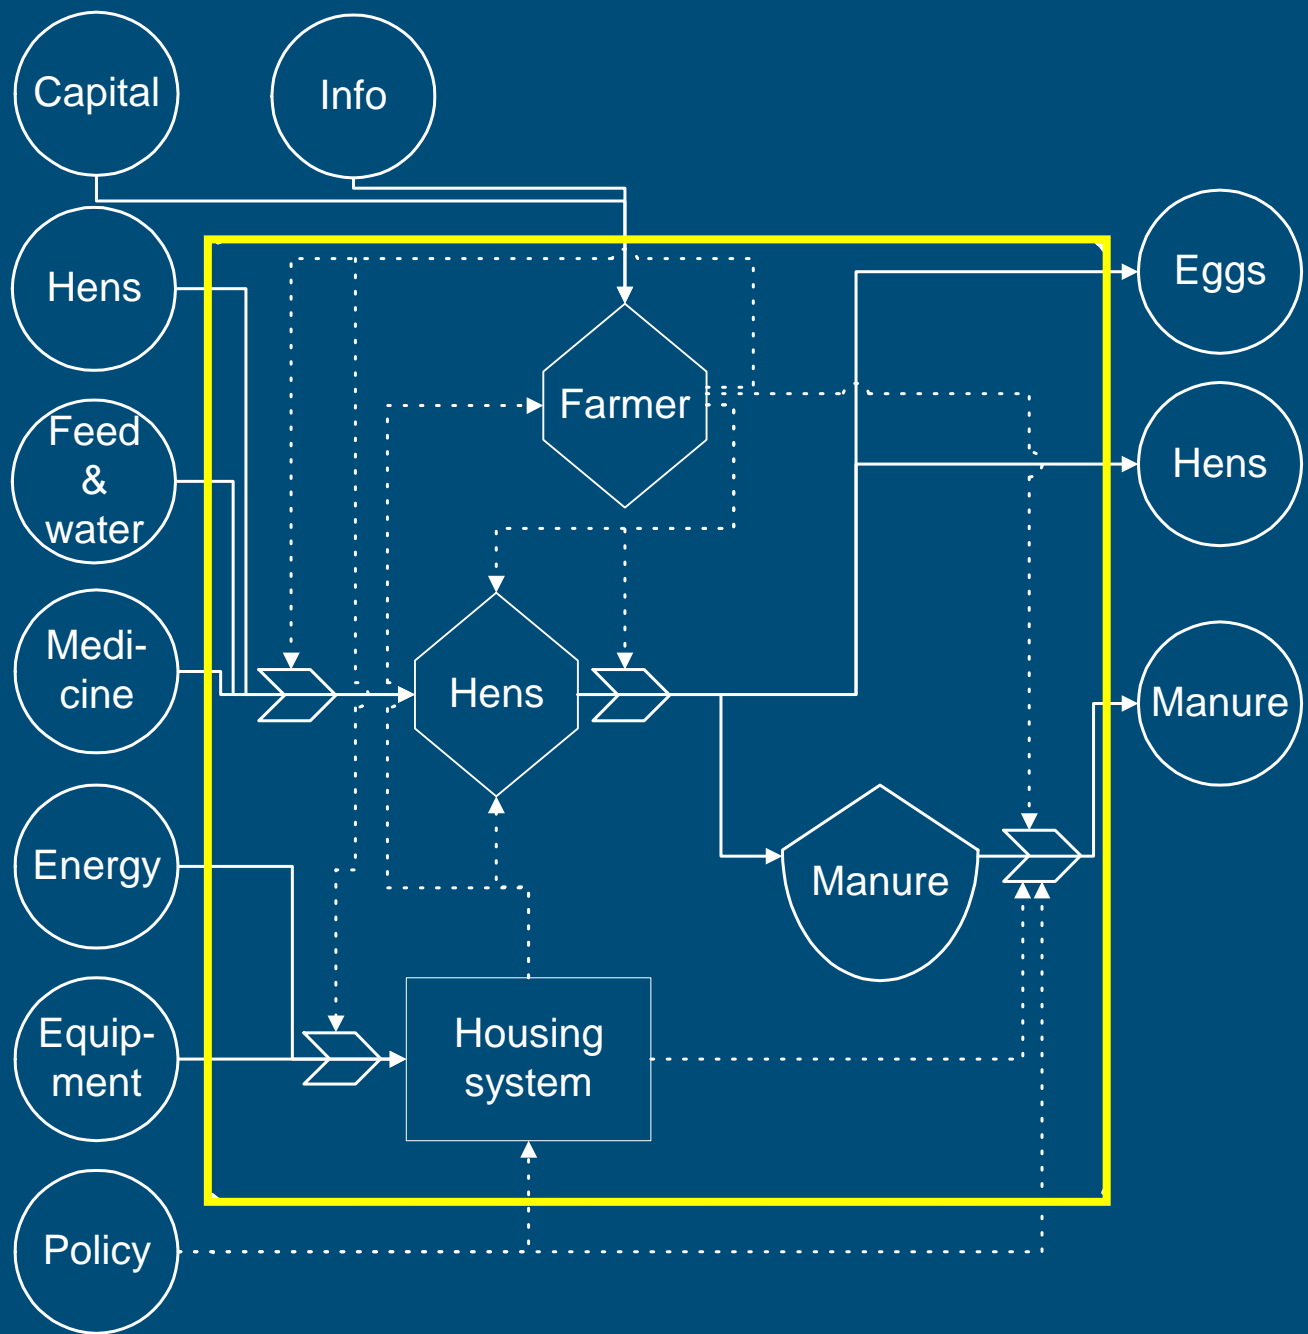 Capital
Info
Hens
Eggs
Feed
&
water
Farmer
Hens
Medi-
cine
Hens
Manure
Energy
Manure
Equip-
ment
Housing
system
Policy